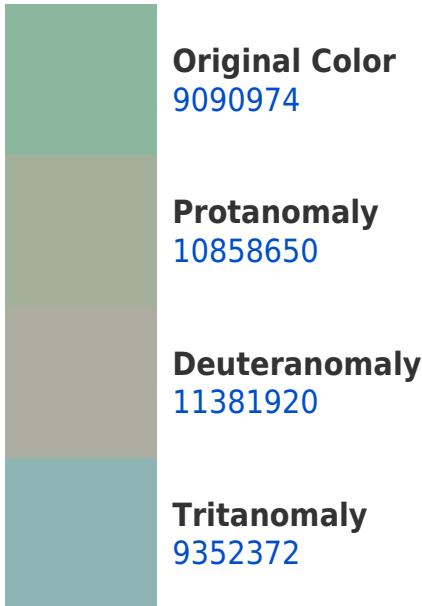 Original Color
9090974
Protanomaly
10858650
Deuteranomaly
11381920
Tritanomaly
9352372